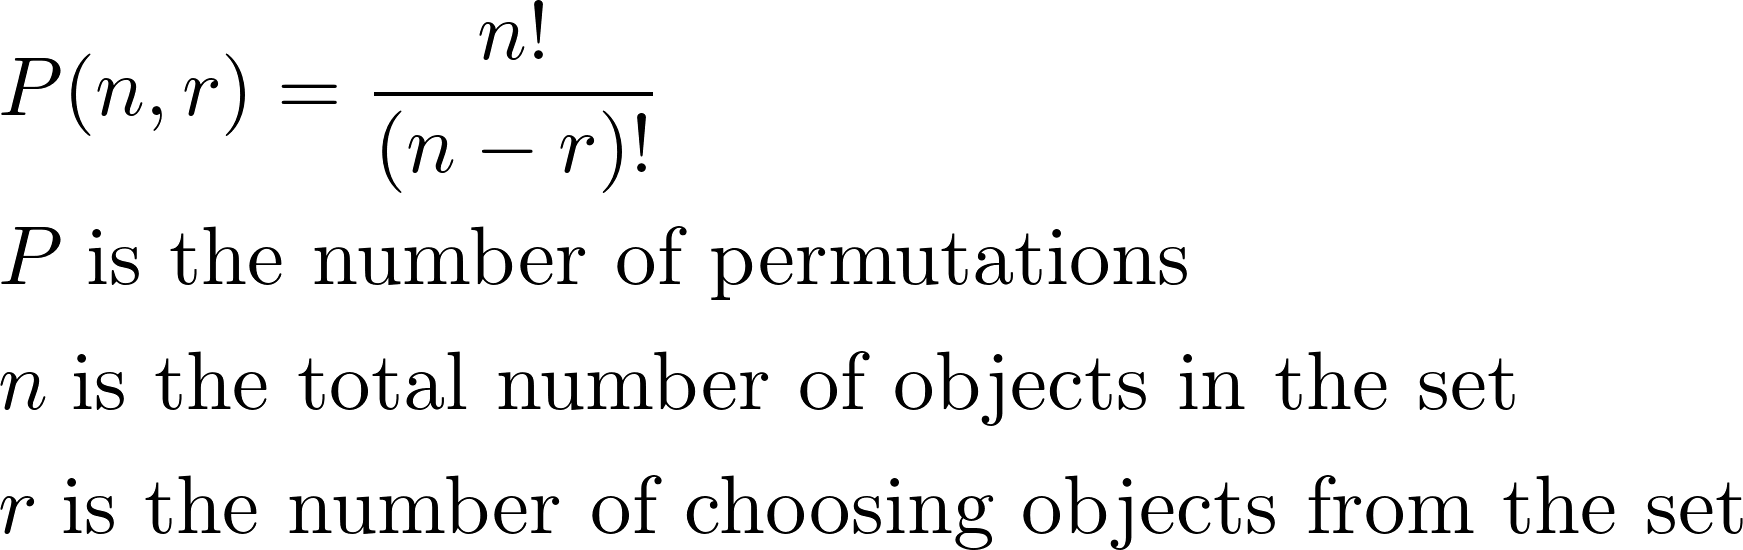 P(n, r) = n! / (n − r)!
P is the number of permutations
n is the total number of objects in the set
r is the number of choosing objects from the set